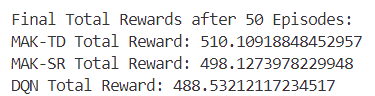 Final Total Rewards after 50 Episodes:
MAK-TD Total Reward: 510.10918848452957
MAK-SR Total Reward: 498.1273978229948
DQN Total Reward: 488.53212117234517